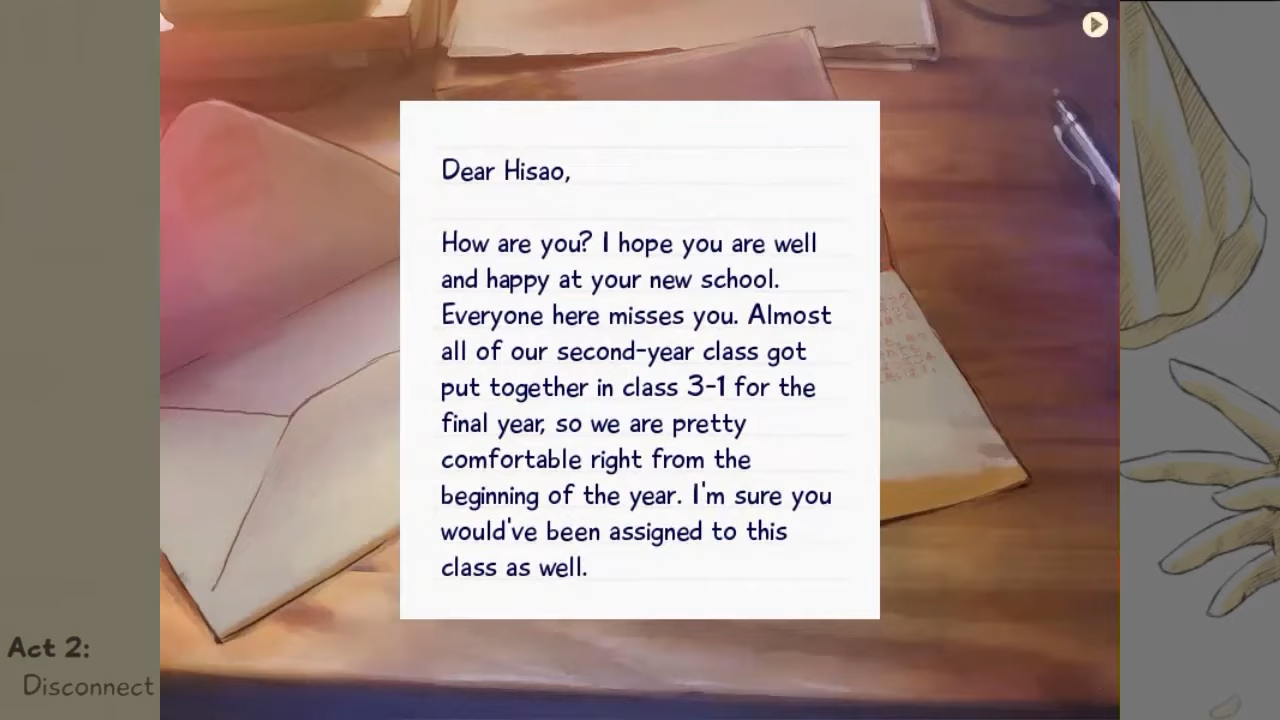 Dear Hisao,
How are you? I hope you are well
and happy at your new school.
Everyone here misses you. Almost
all of our second-year class got
put together in class 3-1 for the
final year, so we are pretty
comfortable right from the
beginning of the year. I'm sure you
would've been assigned to this
class as well.
Act 2:
Disconnect